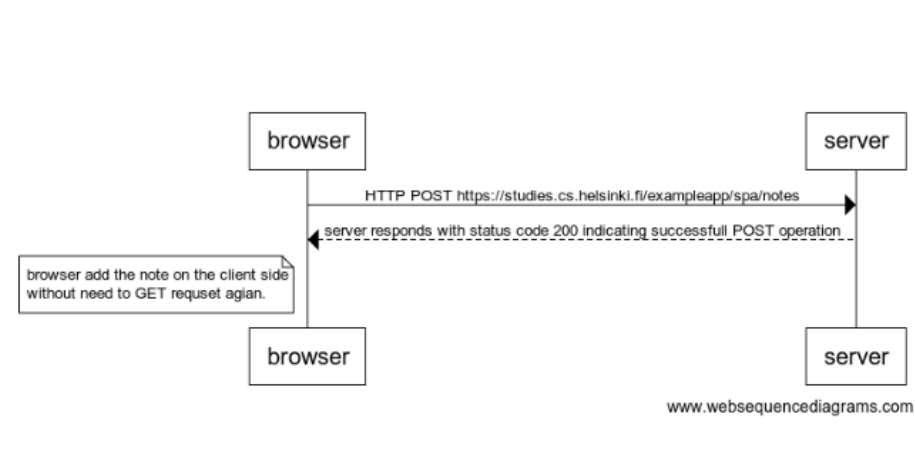 browser
server
HTTP POST https://studies.cs.helsinki.fi/exampleapp/spa/notes
server responds with status code 200 indicating successfull POST operation
browser add the note on the client side
without need to GET requset agian.
browser
server
www.websequencediagrams.com